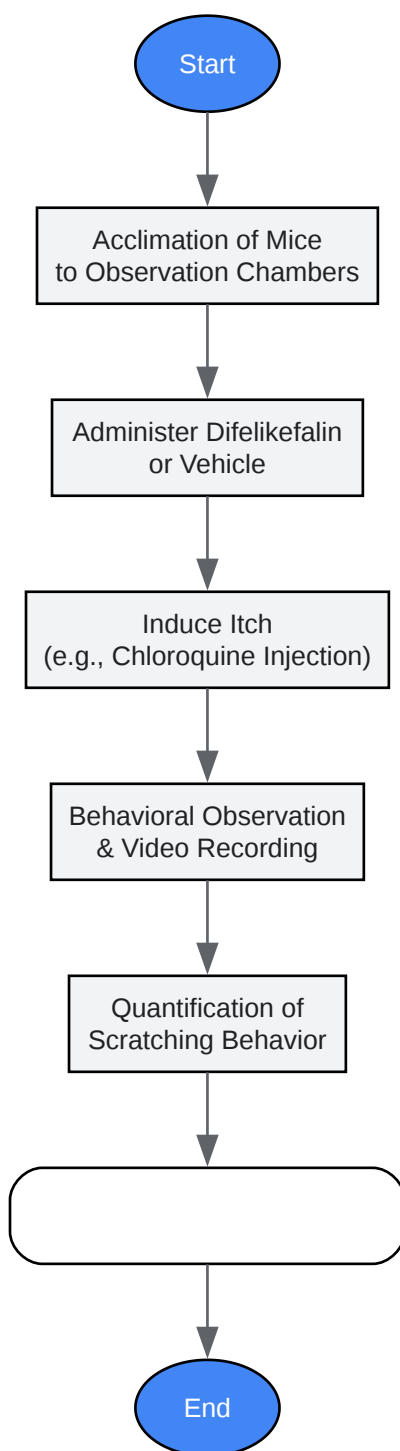 Start
Acclimation of Mice
to Observation Chambers
Administer Difelikefalin
or Vehicle
Induce Itch
(e.g., Chloroquine Injection)
Behavioral Observation
& Video Recording
Quantification of
Scratching Behavior
End